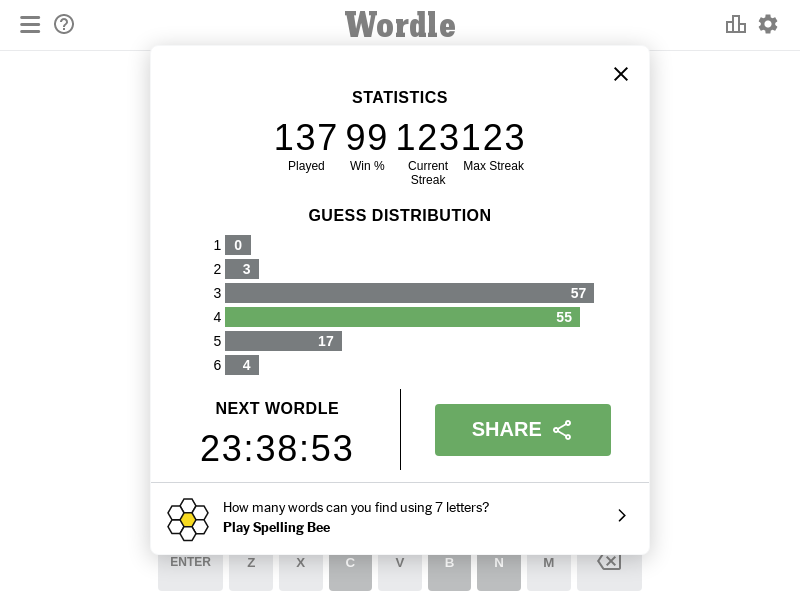 Wordle
STATISTICS
137 99 123 123
Played Win % Current Streak Max Streak
GUESS DISTRIBUTION
1 0
2 3
3 57
4 55
5 17
6 4
NEXT WORDLE
23:38:53
SHARE
How many words can you find using 7 letters?
Play Spelling Bee
ENTER Z X C V B N M